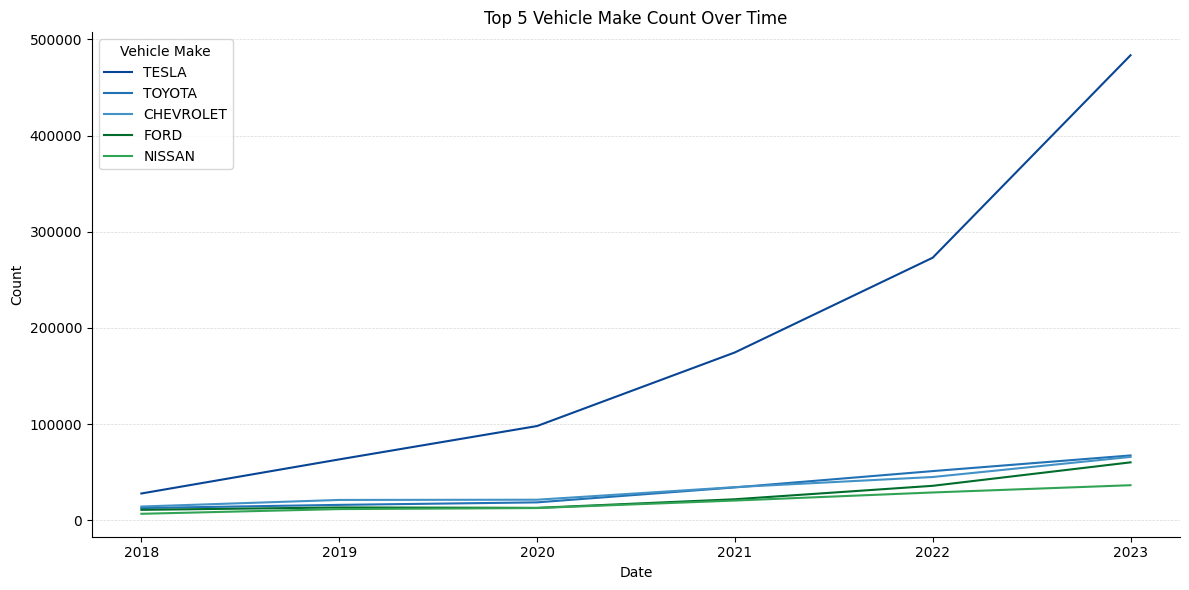 Top 5 Vehicle Make Count Over Time
Vehicle Make
TESLA
TOYOTA
CHEVROLET
FORD
NISSAN
500000
400000
300000
200000
100000
0
Count
2018 2019 2020 2021 2022 2023
Date